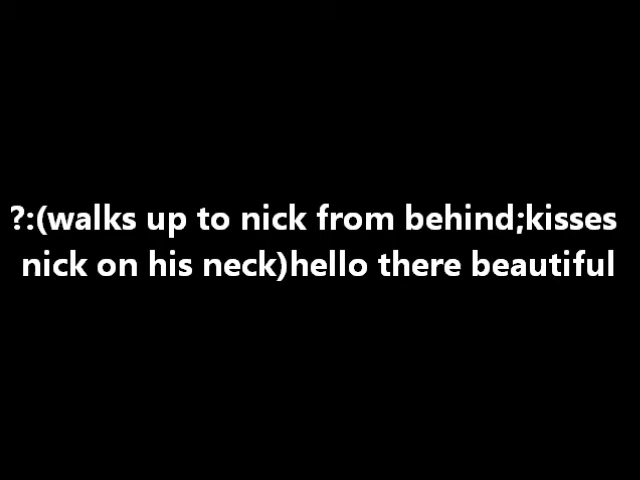 ?:(walks up to nick from behind;kisses
nick on his neck)hello there beautiful